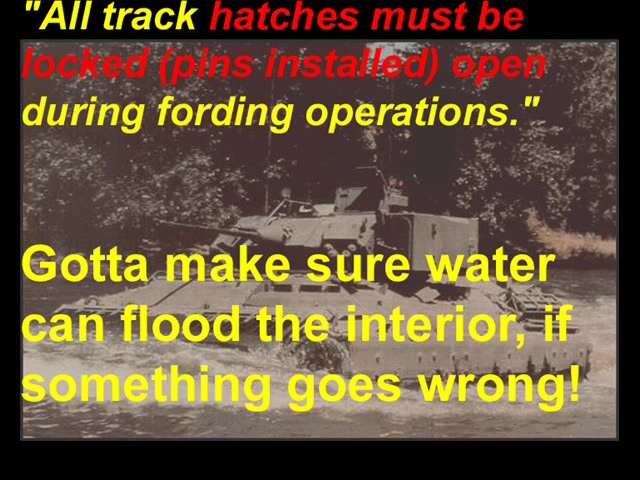 "All track hatches must be
locked (pins installed) open
during fording operations."
Gotta make sure water
can flood the interior, if
something goes wrong!